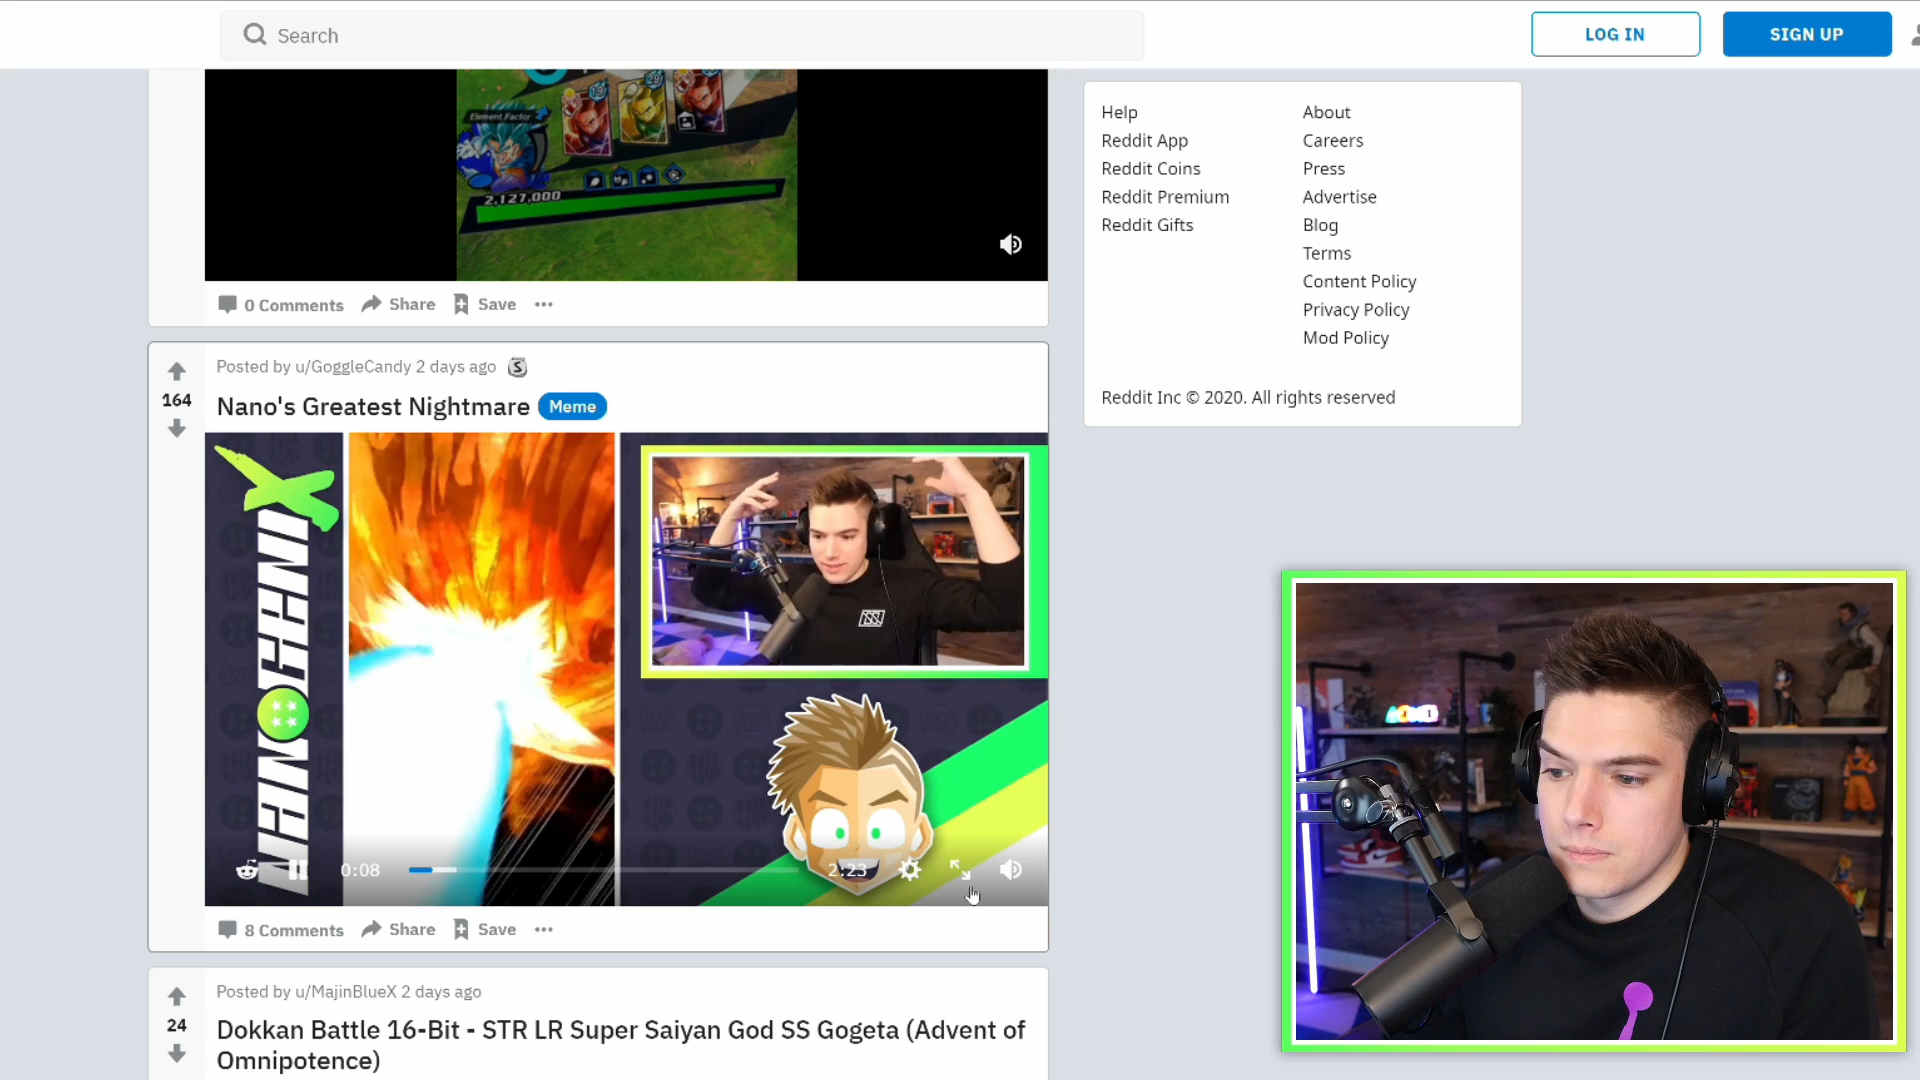 Search
LOG IN
SIGN UP
Element Factor
2,127,000
0 Comments
Share
Save
Posted by u/GoggleCandy 2 days ago
S
164
Nano's Greatest Nightmare
Meme
NANOGENIX
0:08
2:23
8 Comments
Share
Save
Posted by u/MajinBlueX 2 days ago
24
Dokkan Battle 16-Bit - STR LR Super Saiyan God SS Gogeta (Advent of
Omnipotence)
Help
Reddit App
Reddit Coins
Reddit Premium
Reddit Gifts
About
Careers
Press
Advertise
Blog
Terms
Content Policy
Privacy Policy
Mod Policy
Reddit Inc © 2020. All rights reserved